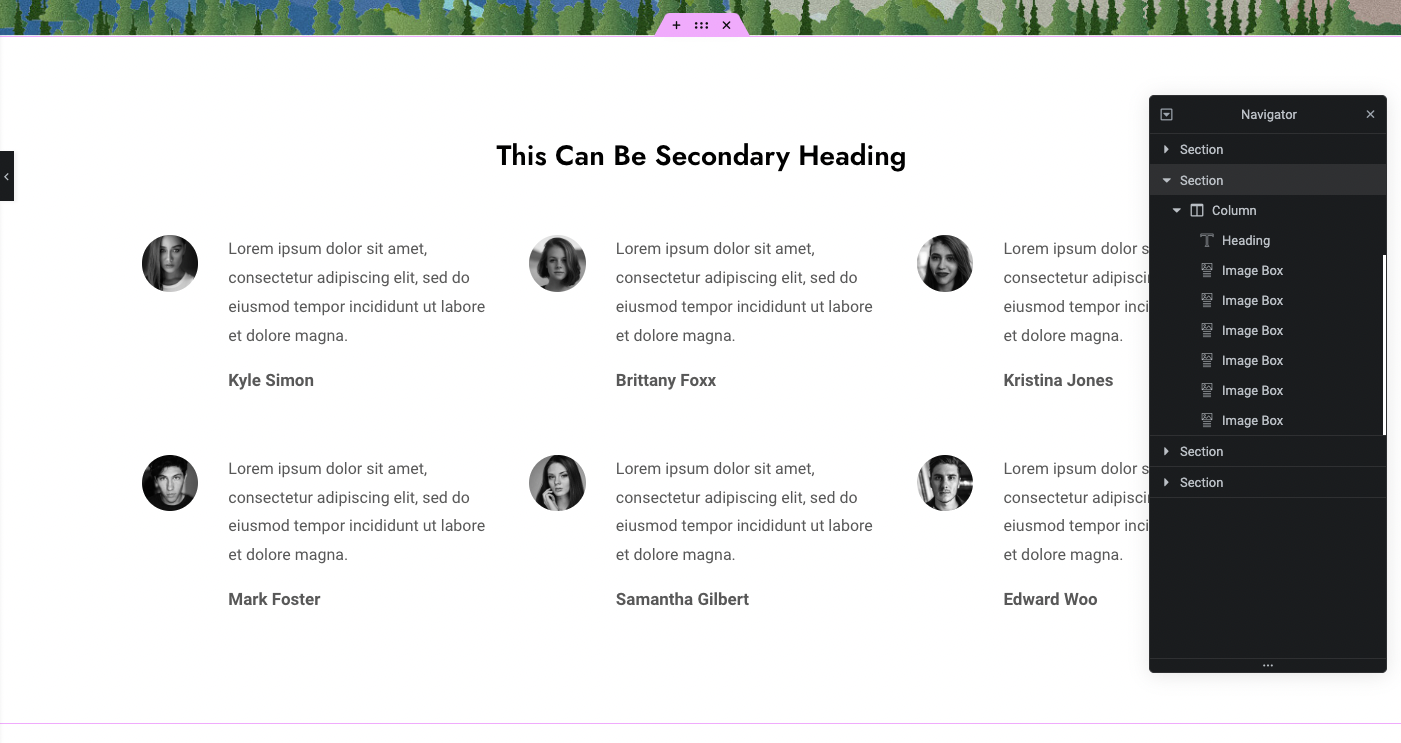 This Can Be Secondary Heading
Lorem ipsum dolor sit amet,
consectetur adipiscing elit, sed do
eiusmod tempor incididunt ut labore
et dolore magna.
Kyle Simon
Lorem ipsum dolor sit amet,
consectetur adipiscing elit, sed do
eiusmod tempor incididunt ut labore
et dolore magna.
Brittany Foxx
Lorem ipsum dolor s
consectetur adipisci
eiusmod tempor inci
et dolore magna.
Kristina Jones
Lorem ipsum dolor sit amet,
consectetur adipiscing elit, sed do
eiusmod tempor incididunt ut labore
et dolore magna.
Mark Foster
Lorem ipsum dolor sit amet,
consectetur adipiscing elit, sed do
eiusmod tempor incididunt ut labore
et dolore magna.
Samantha Gilbert
Lorem ipsum dolor s
consectetur adipisci
eiusmod tempor inci
et dolore magna.
Edward Woo
Navigator
Section
Section
Column
Heading
Image Box
Image Box
Image Box
Image Box
Image Box
Image Box
Section
Section